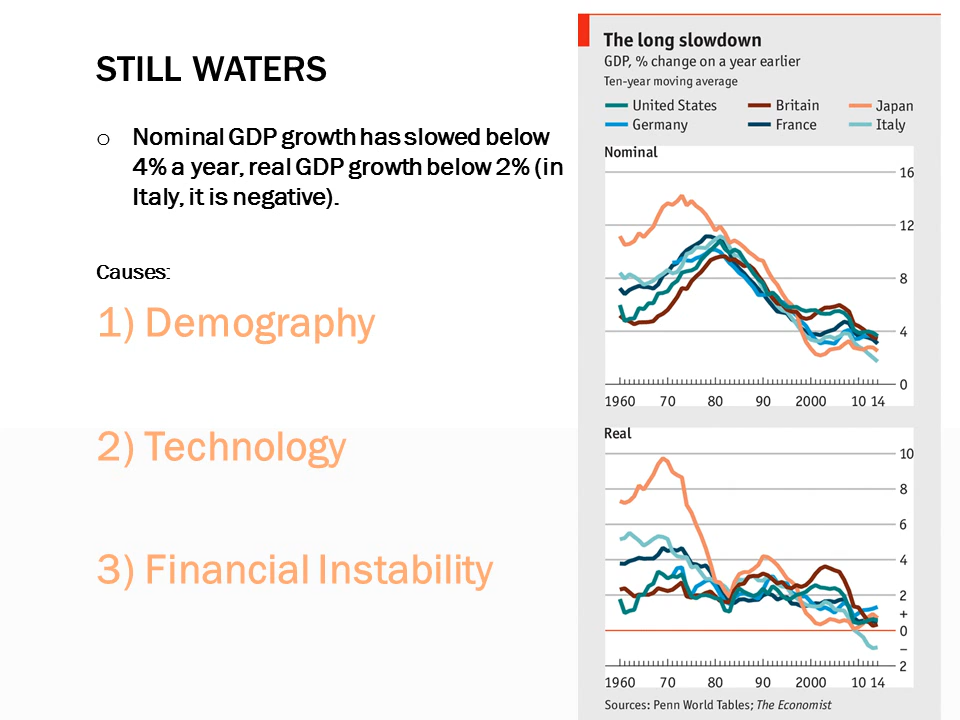 STILL WATERS
o Nominal GDP growth has slowed below
4% a year, real GDP growth below 2% (in
Italy, it is negative).
Causes:
1) Demography
2) Technology
3) Financial Instability
The long slowdown
GDP, % change on a year earlier
Ten-year moving average
United States Britain Japan
Germany France Italy
Nominal
16
12
8
4
0
1960 70 80 90 2000 10 14
Real
10
8
6
4
2
+
0
–
2
1960 70 80 90 2000 10 14
Sources: Penn World Tables; The Economist